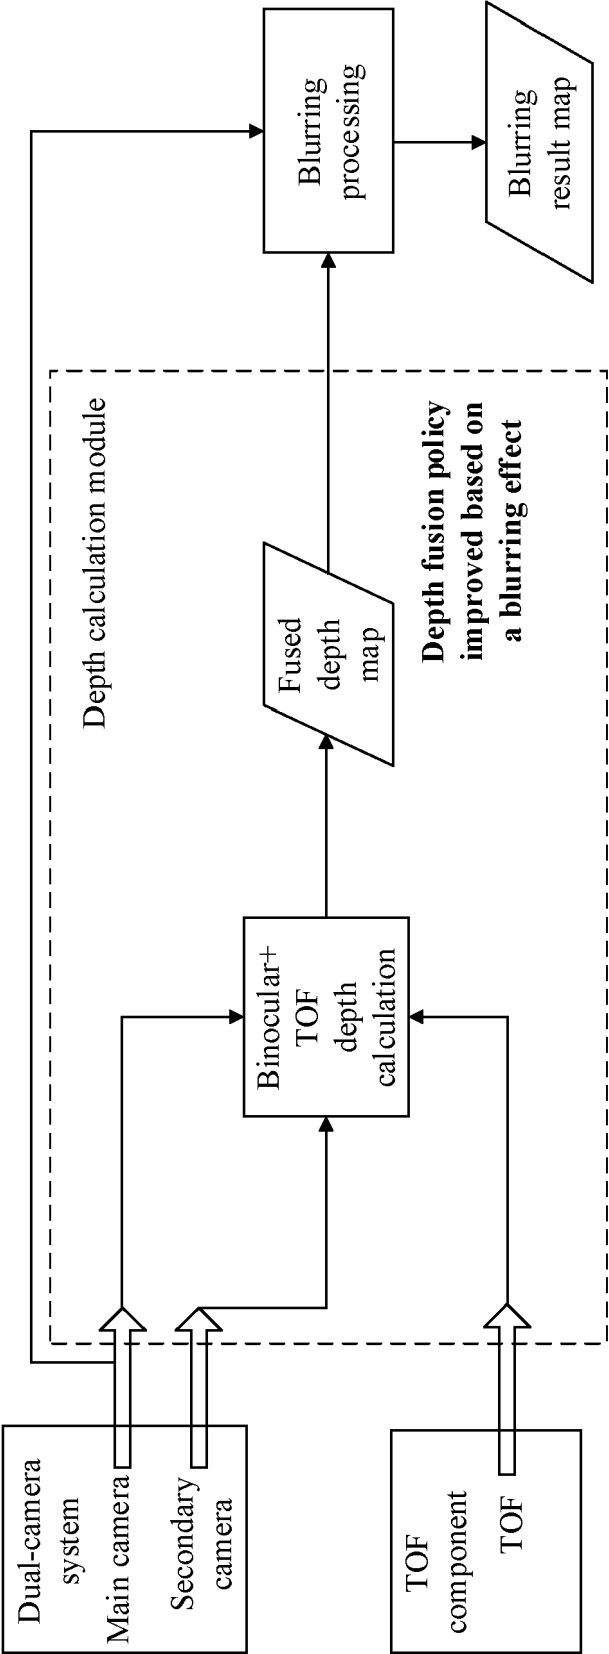 Dual-camera
system
Main camera
Secondary
camera
TOF
component
TOF
Depth calculation module
Binocular+
TOF
depth
calculation
Fused
depth
map
Depth fusion policy
improved based on
a blurring effect
Blurring
processing
Blurring
result map